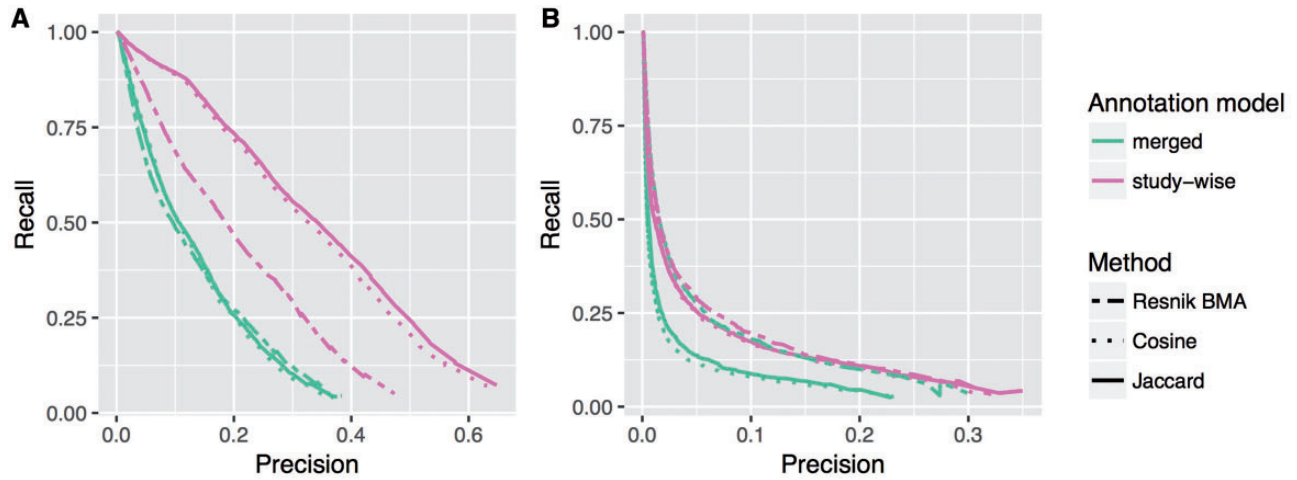 A
1.00
0.75
0.50
0.25
0.00
Recall
0.0 0.2 0.4 0.6
Precision
B
1.00
0.75
0.50
0.25
0.00
Recall
0.0 0.1 0.2 0.3
Precision
Annotation model
merged
study−wise
Method
Resnik BMA
Cosine
Jaccard